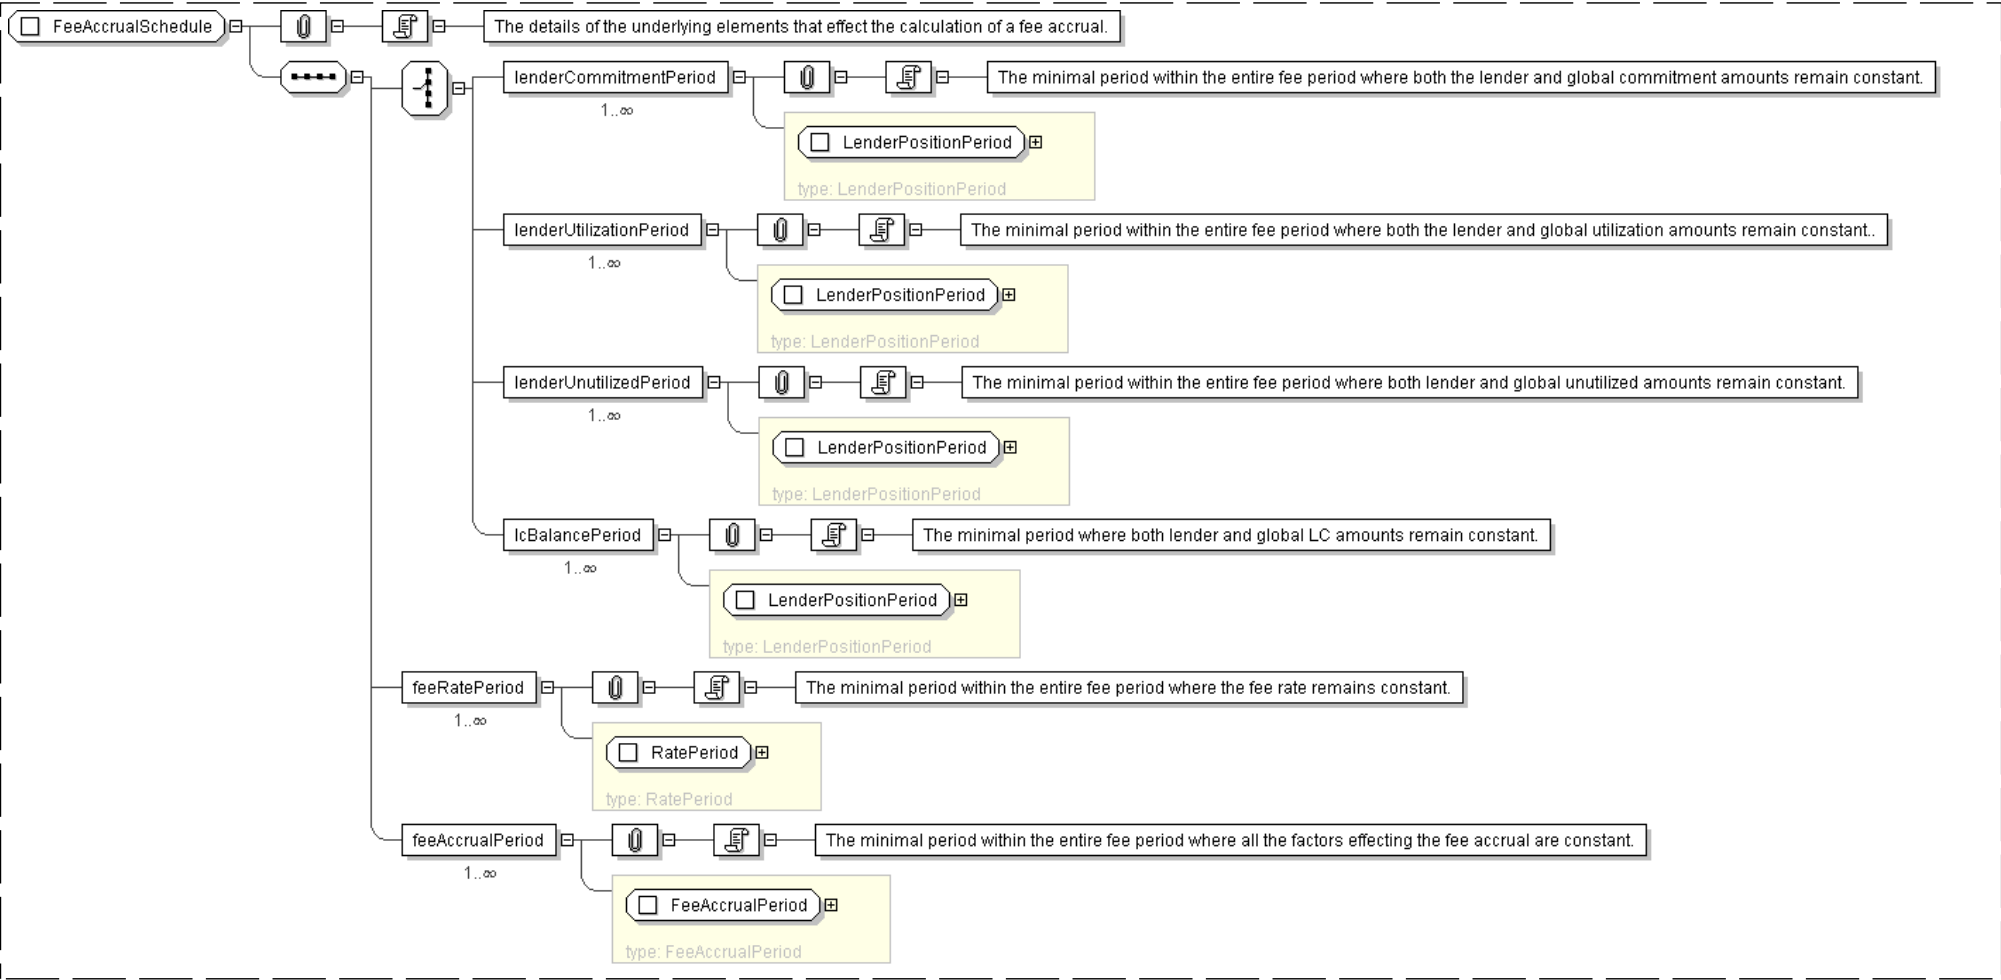 FeeAccrualSchedule
The details of the underlying elements that effect the calculation of a fee accrual.
lenderCommitmentPeriod
The minimal period within the entire fee period where both the lender and global commitment amounts remain constant.
1..∞
LenderPositionPeriod
type: LenderPositionPeriod
lenderUtilizationPeriod
The minimal period within the entire fee period where both the lender and global utilization amounts remain constant..
1..∞
LenderPositionPeriod
type: LenderPositionPeriod
lenderUnutilizedPeriod
The minimal period within the entire fee period where both lender and global unutilized amounts remain constant.
1..∞
LenderPositionPeriod
type: LenderPositionPeriod
lcBalancePeriod
The minimal period where both lender and global LC amounts remain constant.
1..∞
LenderPositionPeriod
type: LenderPositionPeriod
feeRatePeriod
The minimal period within the entire fee period where the fee rate remains constant.
1..∞
RatePeriod
type: RatePeriod
feeAccrualPeriod
The minimal period within the entire fee period where all the factors effecting the fee accrual are constant.
1..∞
FeeAccrualPeriod
type: FeeAccrualPeriod